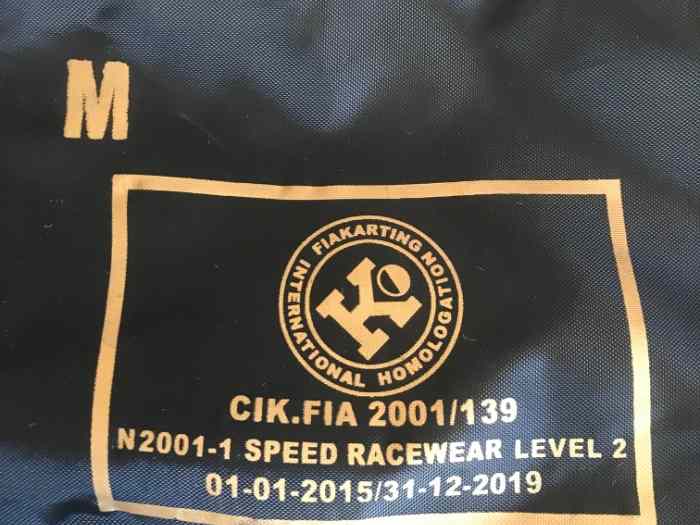 M
FIAKARTING
INTERNATIONAL HOMOLOGATION
K
CIK.FIA 2001/139
N2001-1 SPEED RACEWEAR LEVEL 2
01-01-2015/31-12-2019